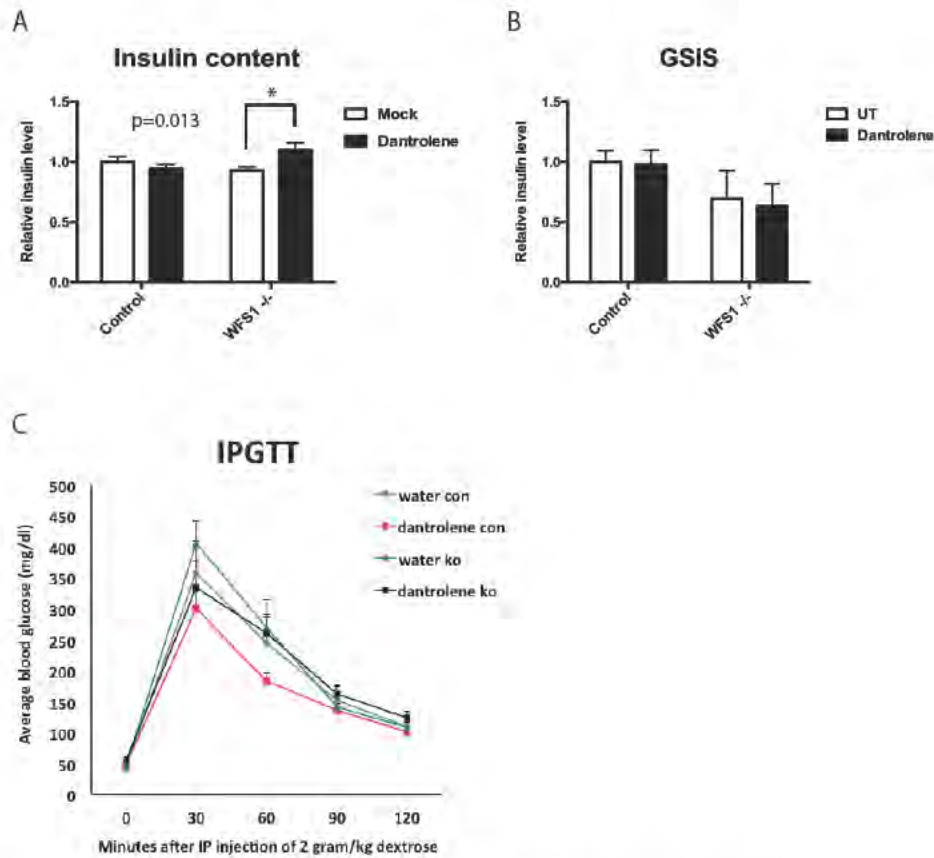 A
Insulin content
1.5
1.0
0.5
0.0
Relative insulin level
p=0.013
*
Mock
Dantrolene
Control
WFS1 -/-
B
GSIS
1.5
1.0
0.5
0.0
Relative insulin level
UT
Dantrolene
Control
WFS1 -/-
C
IPGTT
500
450
400
350
300
250
200
150
100
50
0
Average blood glucose (mg/dl)
water con
dantrolene con
water ko
dantrolene ko
0 30 60 90 120
Minutes after IP injection of 2 gram/kg dextrose